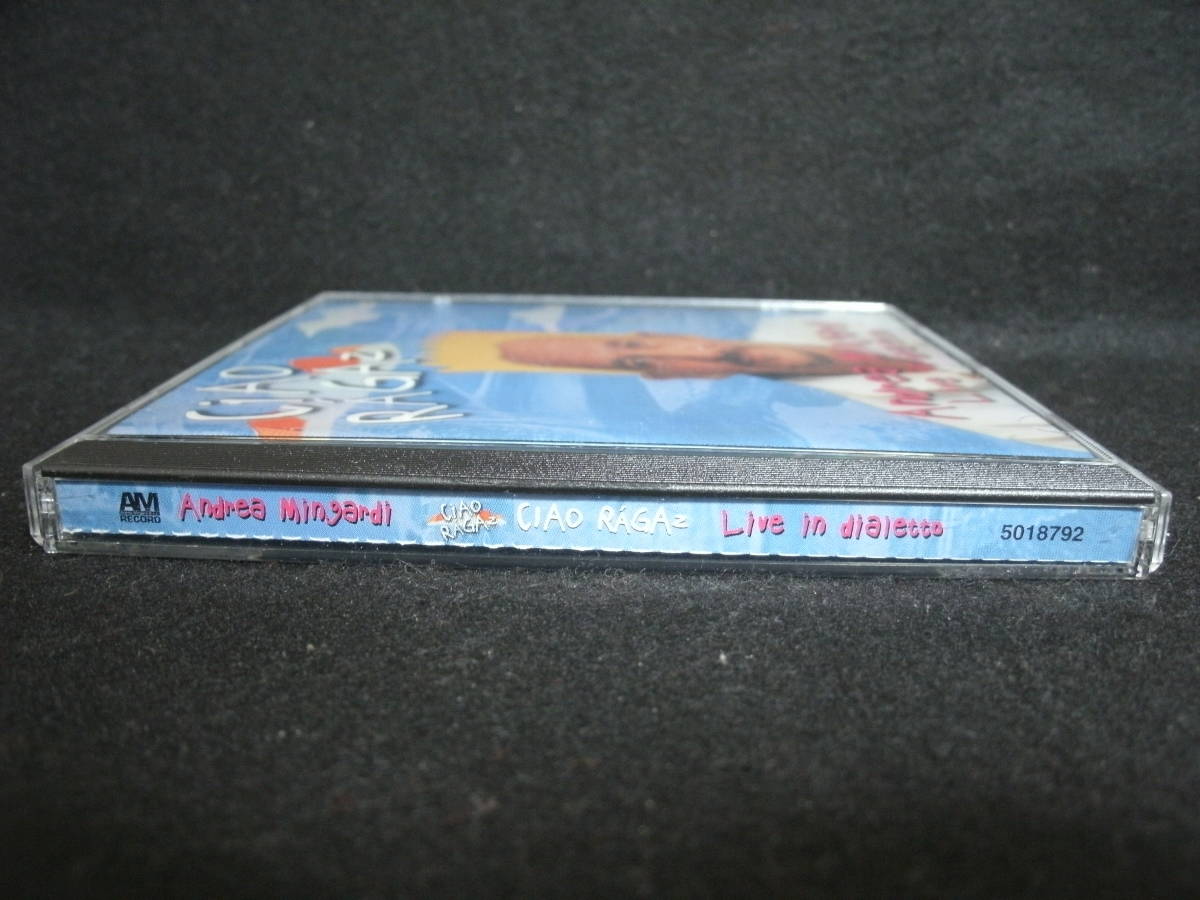 CIAO
RÁGAz
AM
RECORD
Andrea Mingardi
CIAO
RÁGAz
CIAO RÁGAz
Live in dialetto
5018792